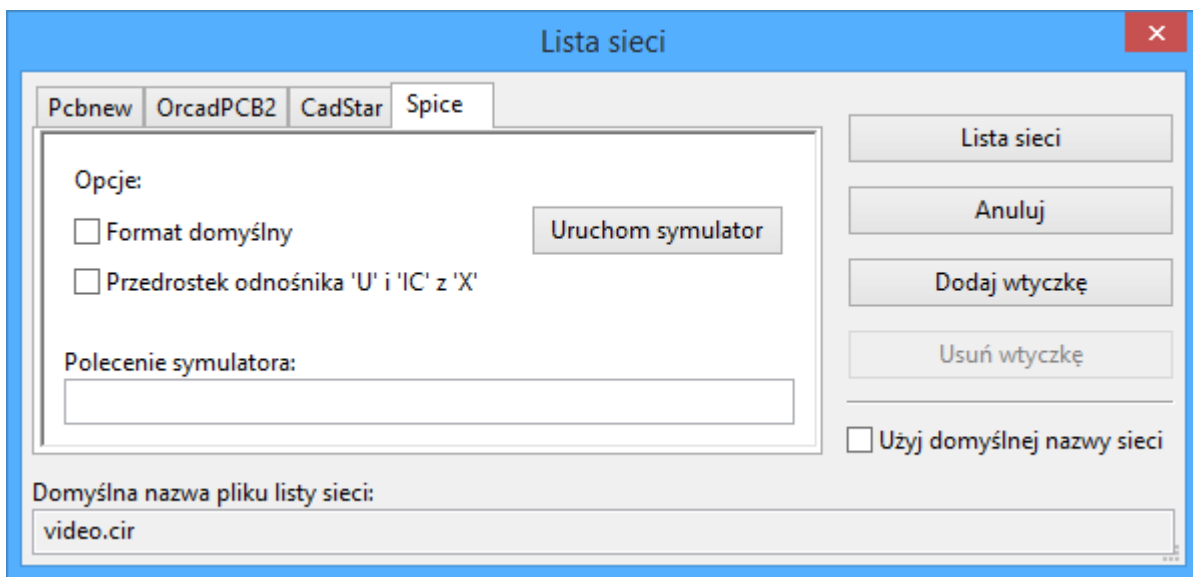 Lista sieci
Pcbnew OrcadPCB2 CadStar Spice
Opcje:
Format domyślny
Uruchom symulator
Przedrostek odnośnika 'U' i 'IC' z 'X'
Polecenie symulatora:
Lista sieci
Anuluj
Dodaj wtyczkę
Usuń wtyczkę
Użyj domyślnej nazwy sieci
Domyślna nazwa pliku listy sieci:
video.cir